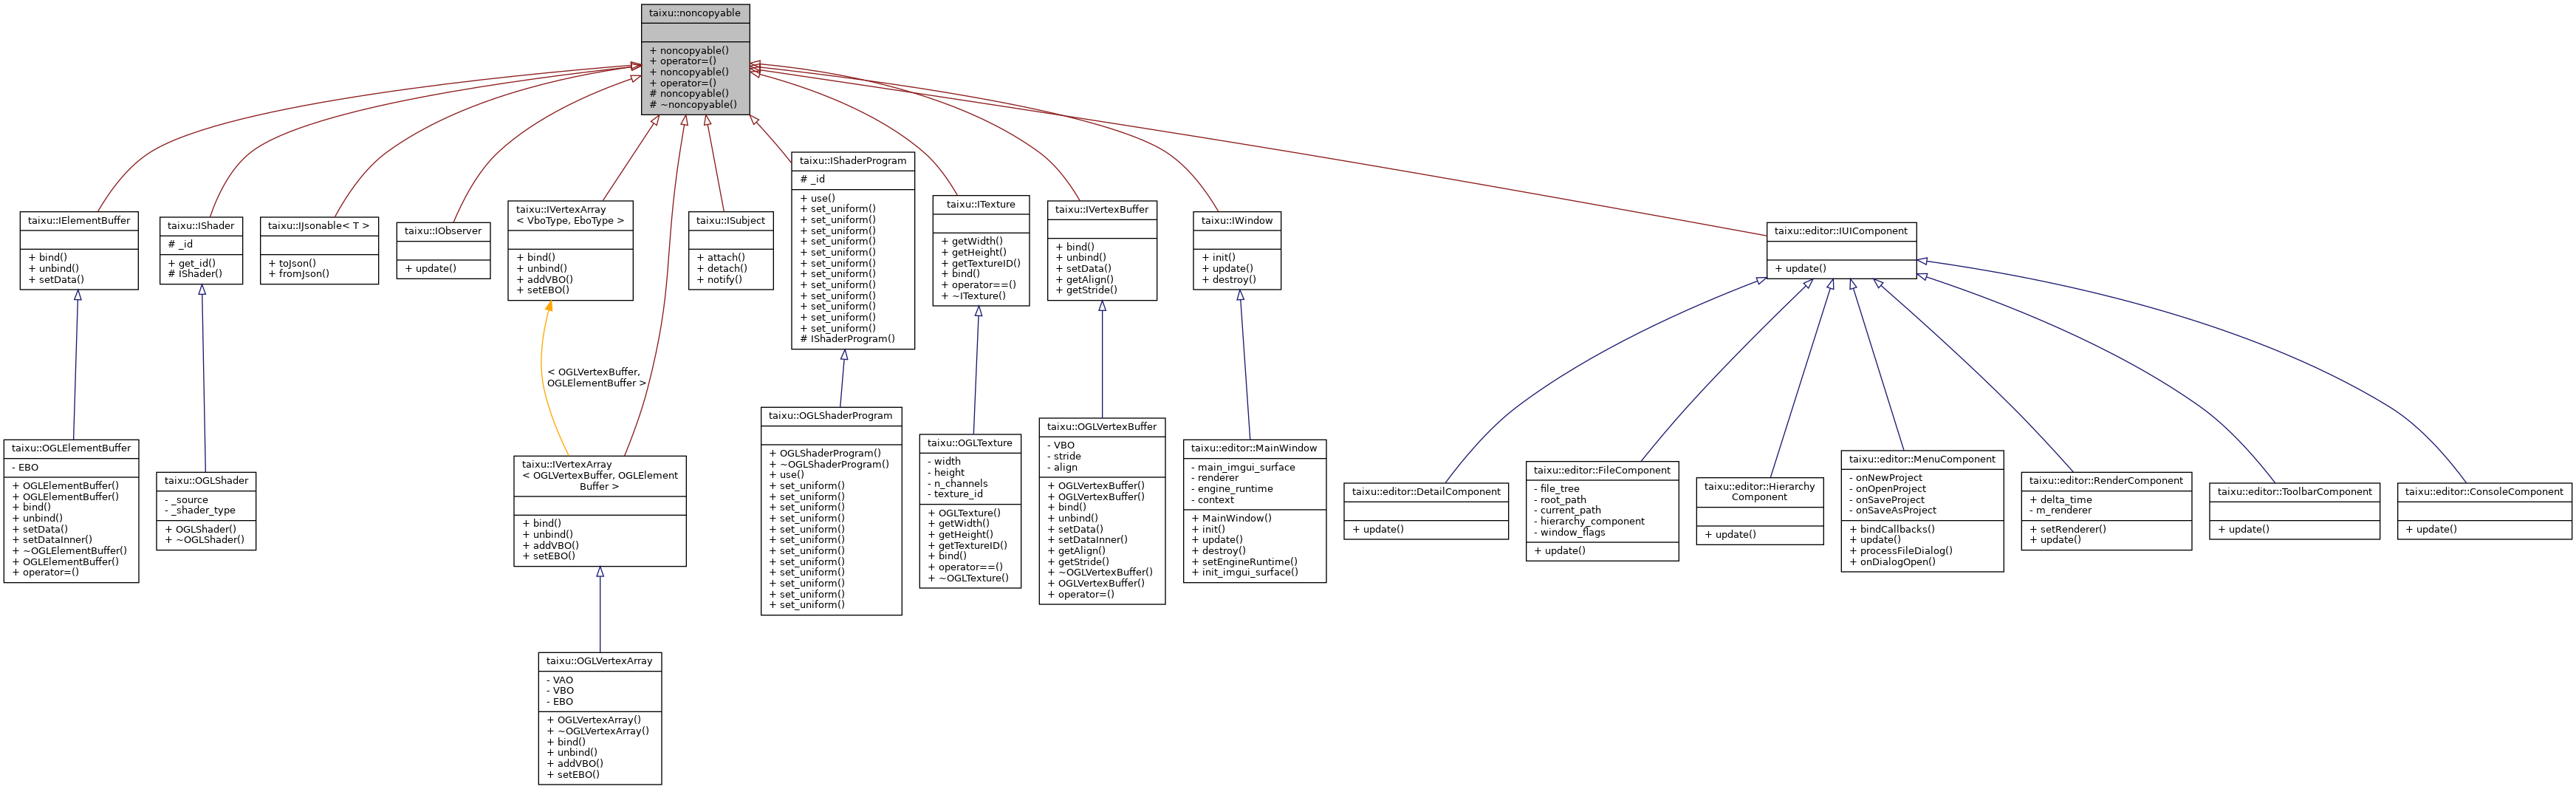 taixu::noncopyable
+ noncopyable()
+ operator=()
+ noncopyable()
+ operator=()
# noncopyable()
# ~noncopyable()
taixu::IElementBuffer
+ bind()
+ unbind()
+ setData()
taixu::IShader
# _id
+ get_id()
# IShader()
taixu::IJsonable< T >
+ toJson()
+ fromJson()
taixu::IObserver
+ update()
taixu::IVertexArray
< VboType, EboType >
+ bind()
+ unbind()
+ addVBO()
+ setEBO()
taixu::ISubject
+ attach()
+ detach()
+ notify()
taixu::IShaderProgram
# _id
+ use()
+ set_uniform()
+ set_uniform()
+ set_uniform()
+ set_uniform()
+ set_uniform()
+ set_uniform()
+ set_uniform()
+ set_uniform()
+ set_uniform()
+ set_uniform()
+ set_uniform()
+ set_uniform()
# IShaderProgram()
taixu::ITexture
+ getWidth()
+ getHeight()
+ getTextureID()
+ bind()
+ operator==()
+ ~ITexture()
taixu::IVertexBuffer
+ bind()
+ unbind()
+ setData()
+ getAlign()
+ getStride()
taixu::IWindow
+ init()
+ update()
+ destroy()
taixu::editor::IUIComponent
+ update()
< OGLVertexBuffer,
OGLElementBuffer >
taixu::OGLElementBuffer
- EBO
+ OGLElementBuffer()
+ OGLElementBuffer()
+ bind()
+ unbind()
+ setData()
+ setDataInner()
+ ~OGLElementBuffer()
+ OGLElementBuffer()
+ operator=()
taixu::OGLShader
- _source
- _shader_type
+ OGLShader()
+ ~OGLShader()
taixu::IVertexArray
< OGLVertexBuffer, OGLElement
Buffer >
+ bind()
+ unbind()
+ addVBO()
+ setEBO()
taixu::OGLShaderProgram
+ OGLShaderProgram()
+ ~OGLShaderProgram()
+ use()
+ set_uniform()
+ set_uniform()
+ set_uniform()
+ set_uniform()
+ set_uniform()
+ set_uniform()
+ set_uniform()
+ set_uniform()
+ set_uniform()
+ set_uniform()
+ set_uniform()
+ set_uniform()
taixu::OGLTexture
- width
- height
- n_channels
- texture_id
+ OGLTexture()
+ getWidth()
+ getHeight()
+ getTextureID()
+ bind()
+ operator==()
+ ~OGLTexture()
taixu::OGLVertexBuffer
- VBO
- stride
- align
+ OGLVertexBuffer()
+ OGLVertexBuffer()
+ bind()
+ unbind()
+ setData()
+ setDataInner()
+ getAlign()
+ getStride()
+ ~OGLVertexBuffer()
+ OGLVertexBuffer()
+ operator=()
taixu::editor::MainWindow
- main_imgui_surface
- renderer
- engine_runtime
- context
+ MainWindow()
+ init()
+ update()
+ destroy()
+ setEngineRuntime()
+ init_imgui_surface()
taixu::editor::DetailComponent
+ update()
taixu::editor::FileComponent
- file_tree
- root_path
- current_path
- hierarchy_component
- window_flags
+ update()
taixu::editor::Hierarchy
Component
+ update()
taixu::editor::MenuComponent
- onNewProject
- onOpenProject
- onSaveProject
- onSaveAsProject
+ bindCallbacks()
+ update()
+ processFileDialog()
+ onDialogOpen()
taixu::editor::RenderComponent
+ delta_time
- m_renderer
+ setRenderer()
+ update()
taixu::editor::ToolbarComponent
+ update()
taixu::editor::ConsoleComponent
+ update()
taixu::OGLVertexArray
- VAO
- VBO
- EBO
+ OGLVertexArray()
+ ~OGLVertexArray()
+ bind()
+ unbind()
+ addVBO()
+ setEBO()